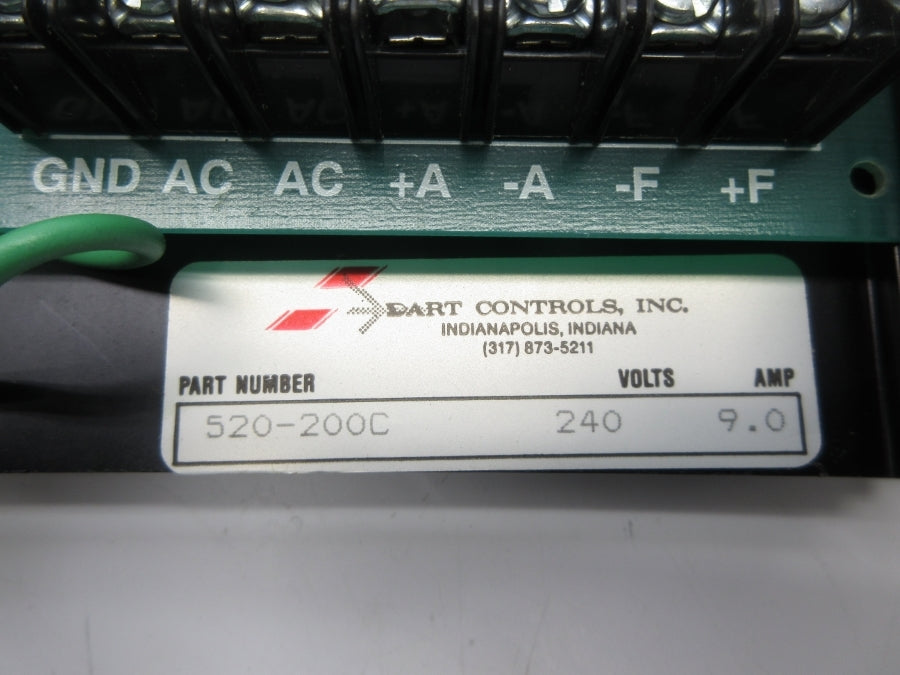 GND AC AC +A -A -F +F
DART CONTROLS, INC.
INDIANAPOLIS, INDIANA
(317) 873-5211
PART NUMBER VOLTS AMP
520-200C 240 9.0